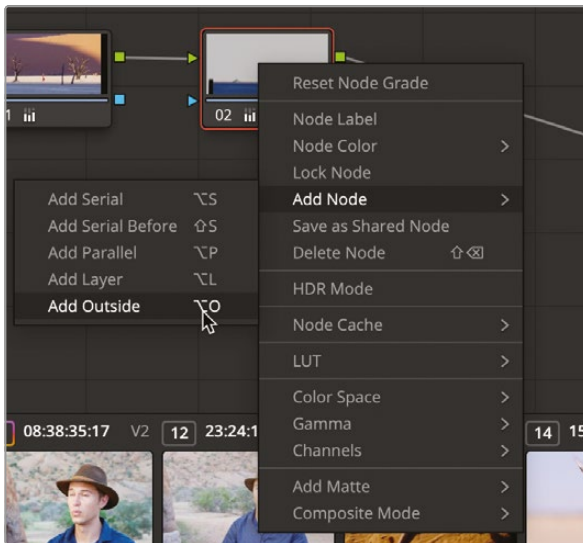 1
02
Reset Node Grade
Node Label
Node Color >
Lock Node
Add Node >
Save as Shared Node
Delete Node ⇧⌫
HDR Mode
Node Cache >
LUT >
Color Space >
Gamma >
Channels >
Add Matte >
Composite Mode >
Add Serial ⌥S
Add Serial Before ⇧S
Add Parallel ⌥P
Add Layer ⌥L
Add Outside ⌥O
08:38:35:17 V2 12 23:24:1
14 15